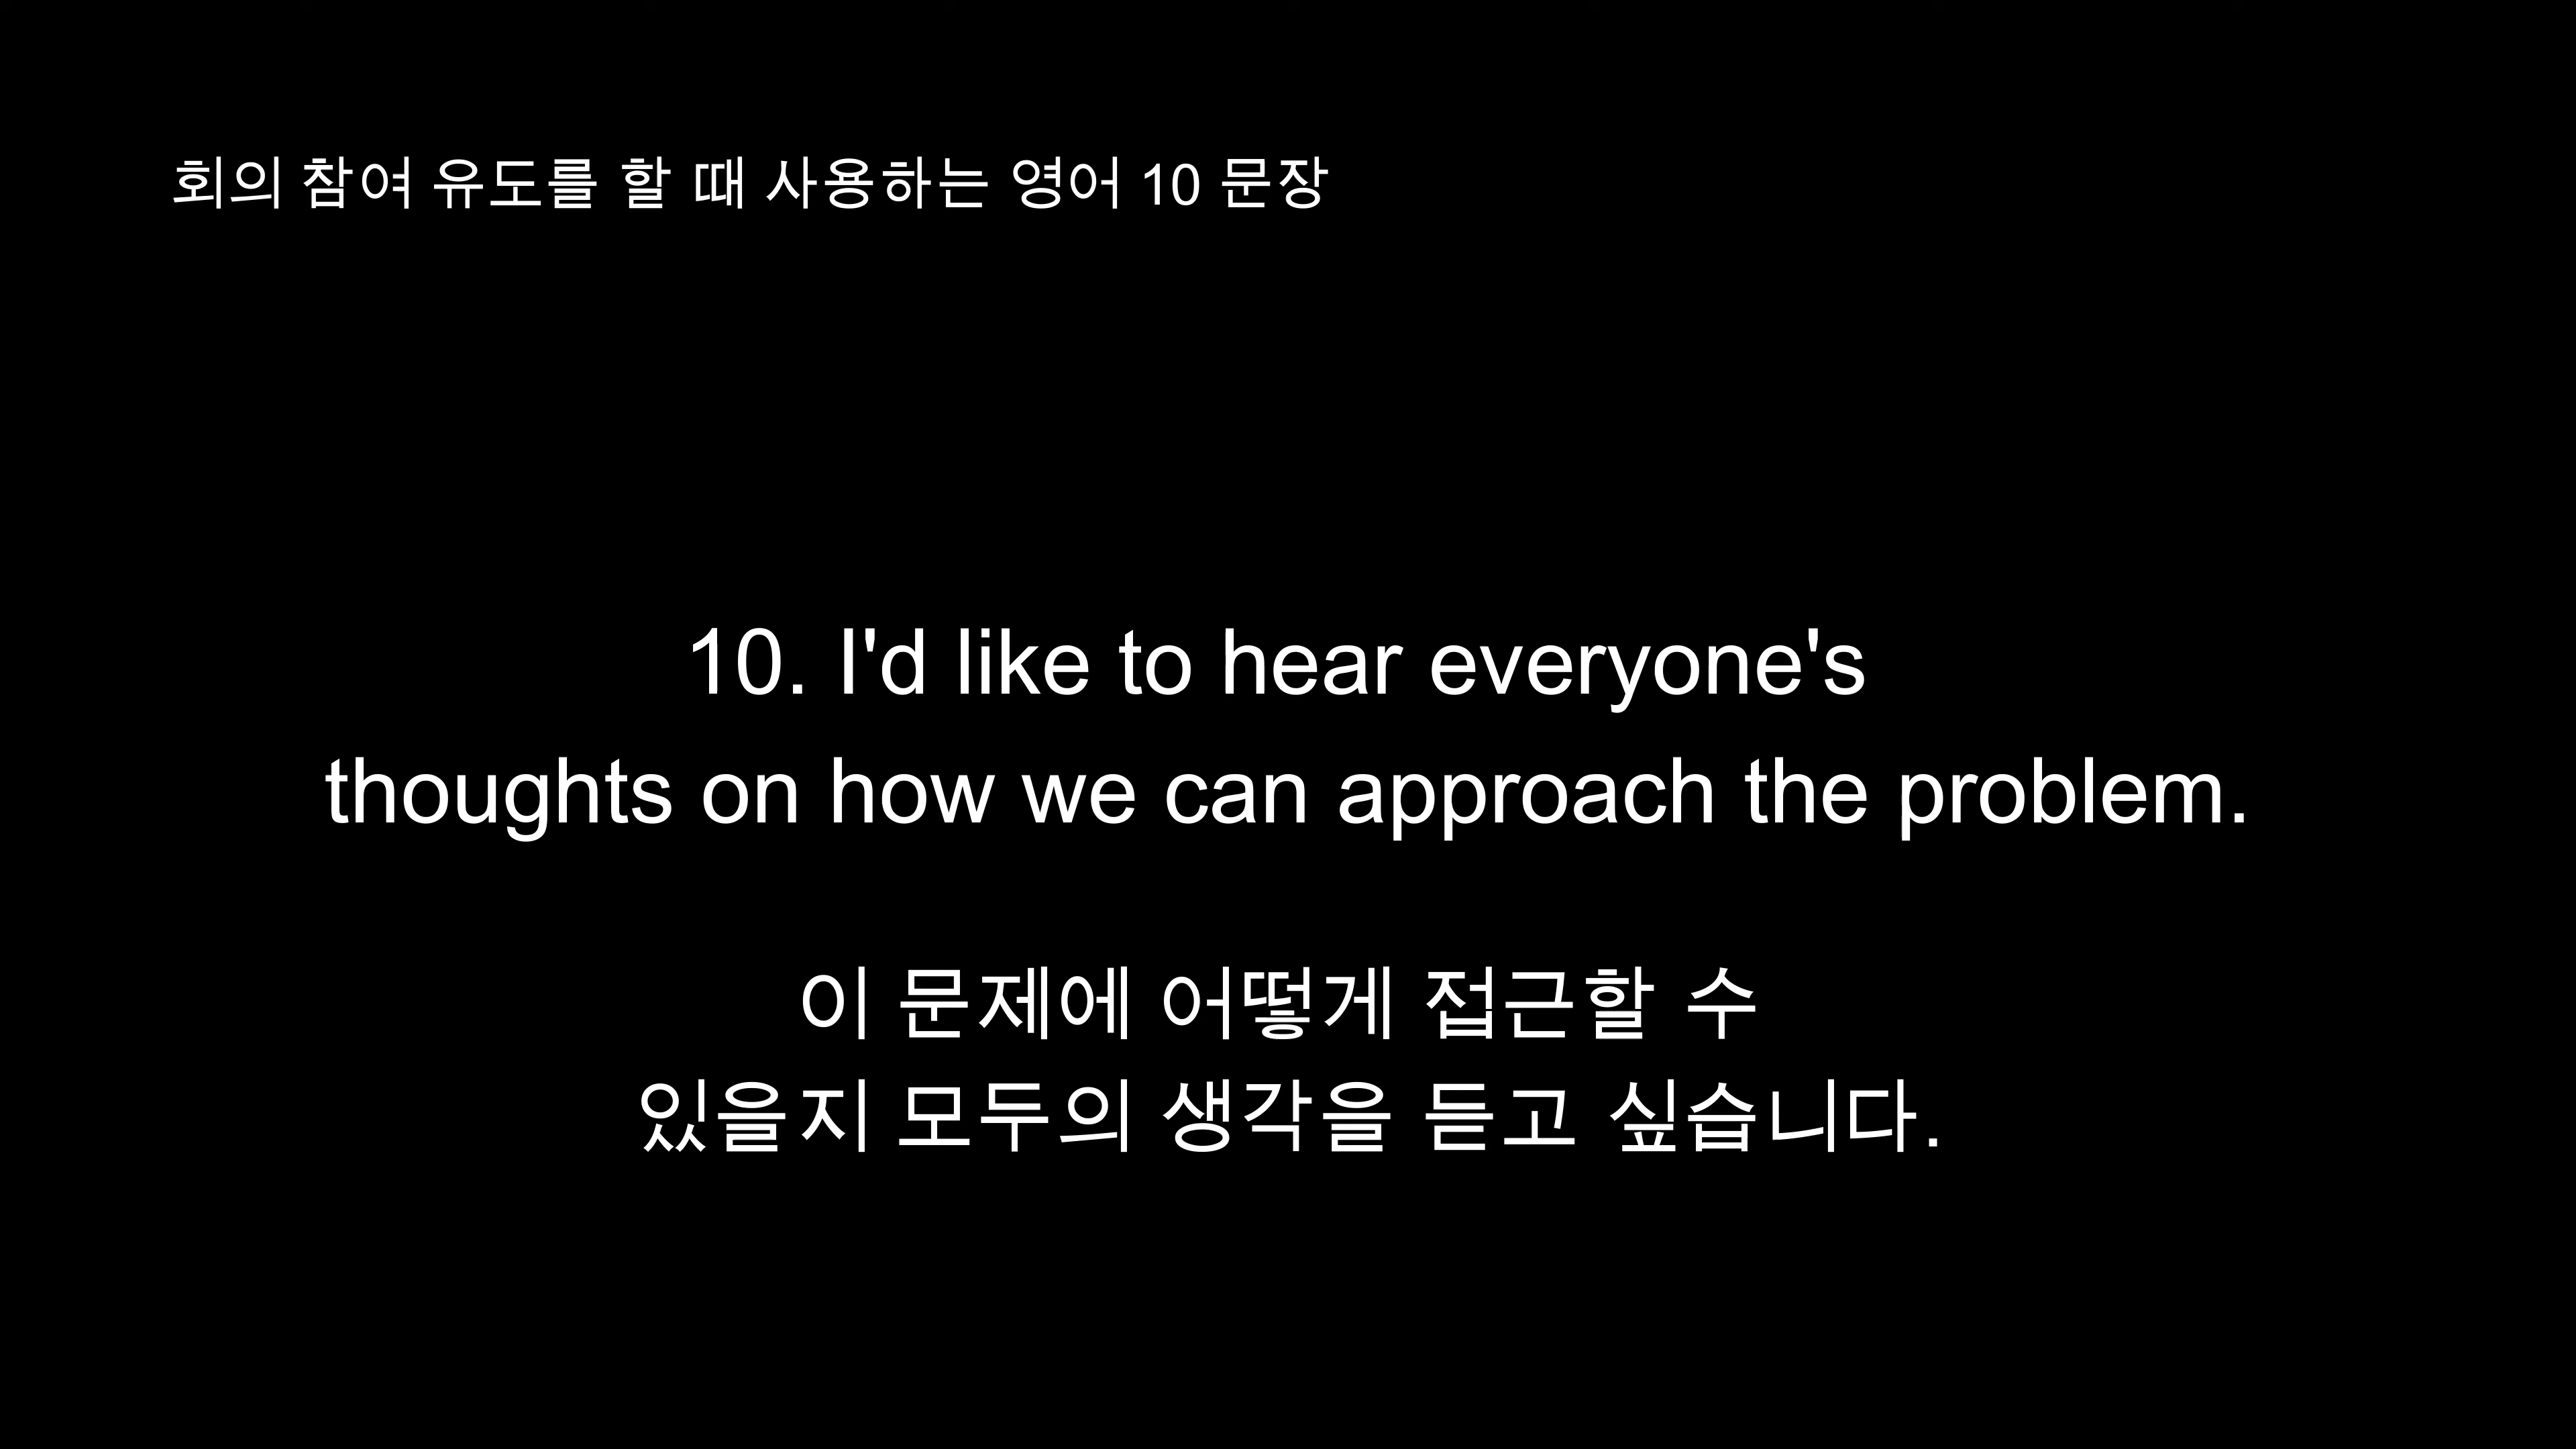 회의 참여 유도를 할 때 사용하는 영어 10 문장
10. I'd like to hear everyone's
thoughts on how we can approach the problem.
이 문제에 어떻게 접근할 수
있을지 모두의 생각을 듣고 싶습니다.